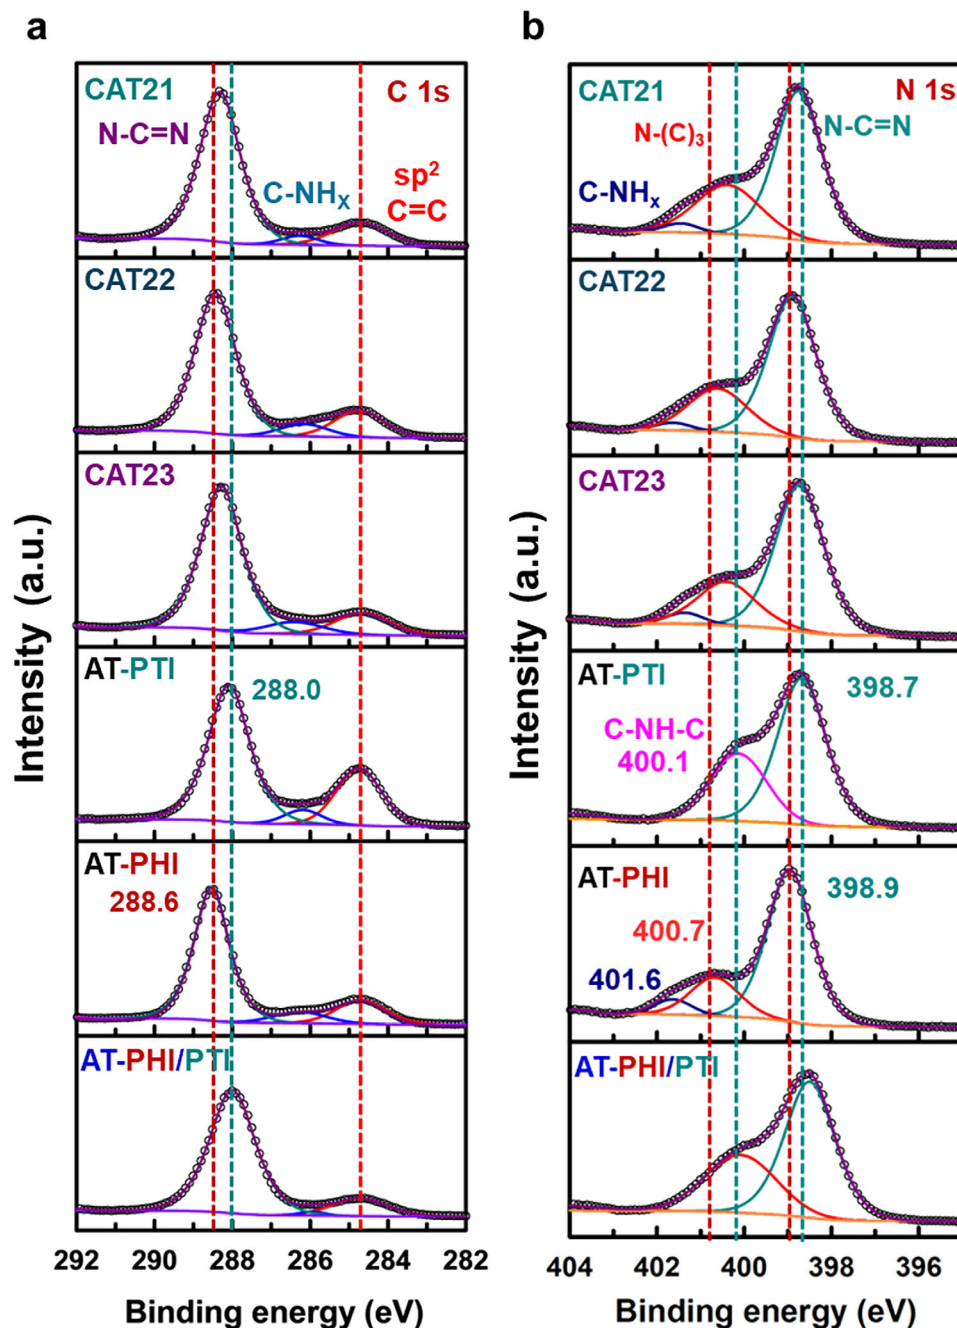 a
CAT21
C 1s
N-C=N
C-NHX
sp2
C=C
CAT22
CAT23
AT-PTI
288.0
AT-PHI
288.6
AT-PHI/PTI
Intensity (a.u.)
292 290 288 286 284 282
Binding energy (eV)
b
CAT21
N 1s
N-(C)3
N-C=N
C-NHx
CAT22
CAT23
AT-PTI
398.7
C-NH-C
400.1
AT-PHI
398.9
400.7
401.6
AT-PHI/PTI
Intensity (a.u.)
404 402 400 398 396
Binding energy (eV)